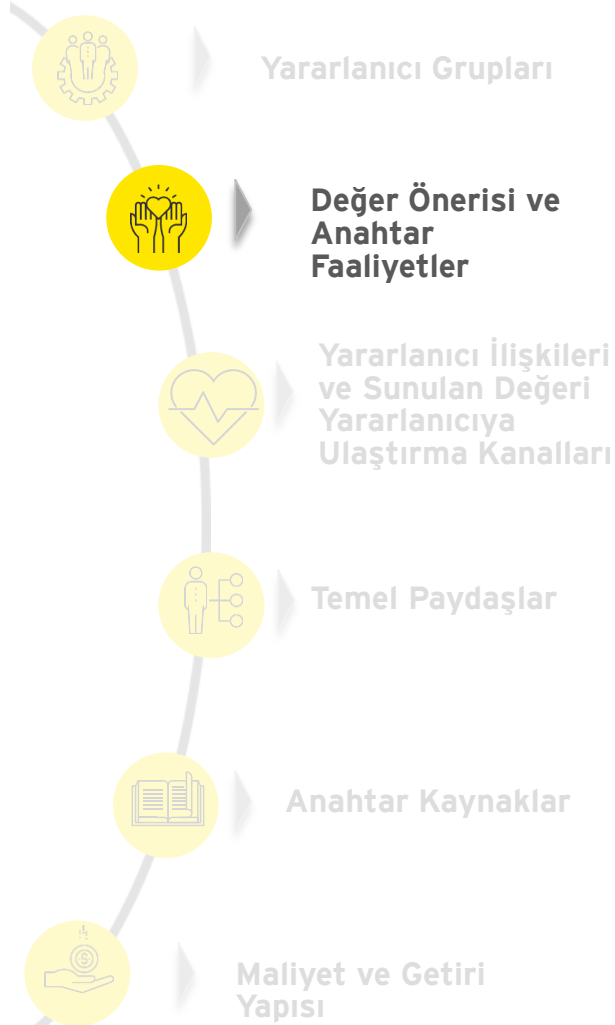 Yararlanıcı Grupları
Değer Önerisi ve
Anahtar
Faaliyetler
Yararlanıcı İlişkileri
ve Sunulan Değeri
Yararlanıcıya
Ulaştırma Kanalları
Temel Paydaşlar
Anahtar Kaynaklar
Maliyet ve Getiri
Yapısı